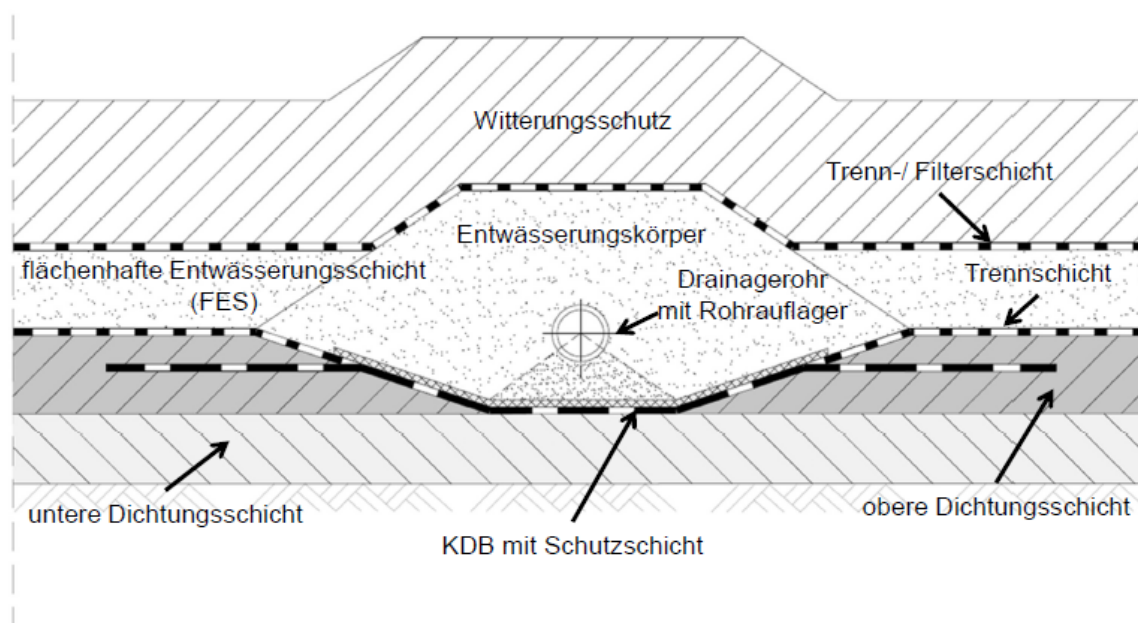 Witterungsschutz
Trenn-/ Filterschicht
Entwässerungskörper
flächenhafte Entwässerungsschicht
(FES)
Trennschicht
Drainagerohr
mit Rohrauflager
untere Dichtungsschicht
obere Dichtungsschicht
KDB mit Schutzschicht